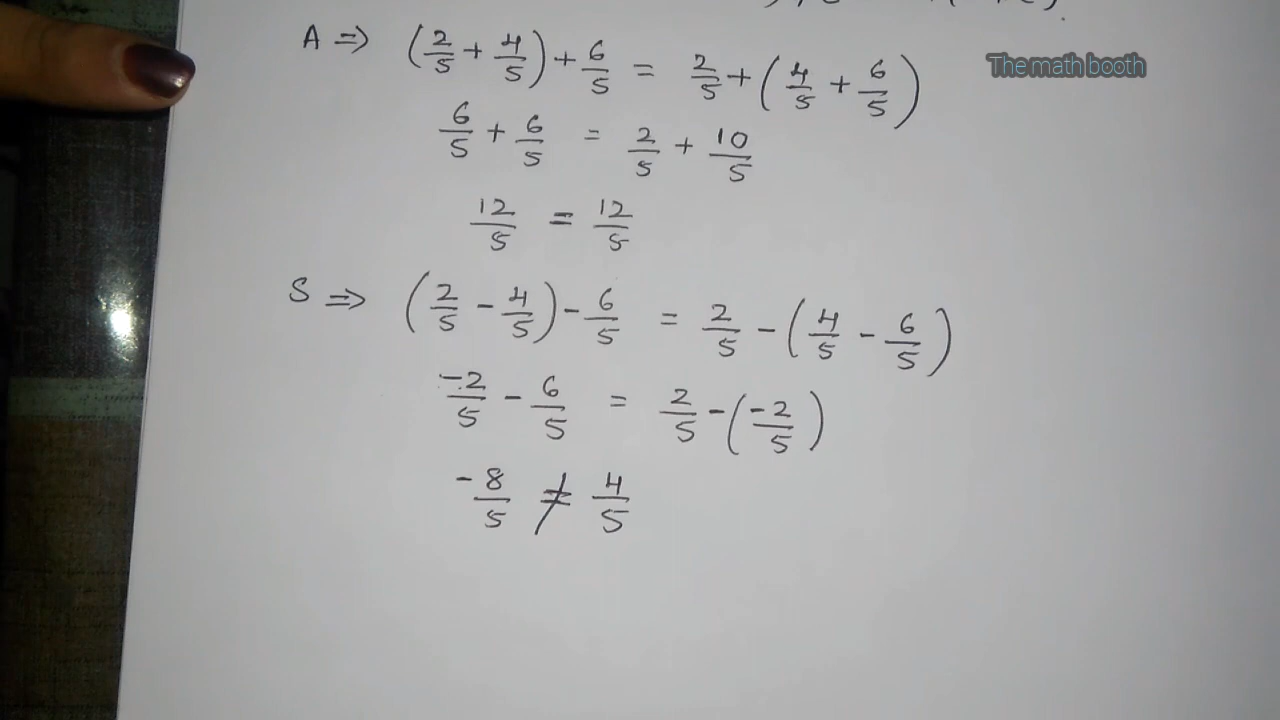 A ⇒ (2/5 + 4/5) + 6/5 = 2/5 + (4/5 + 6/5)
The math booth
6/5 + 6/5 = 2/5 + 10/5
12/5 = 12/5
S ⇒ (2/5 - 4/5) - 6/5 = 2/5 - (4/5 - 6/5)
-2/5 - 6/5 = 2/5 - (-2/5)
-8/5 ≠ 4/5